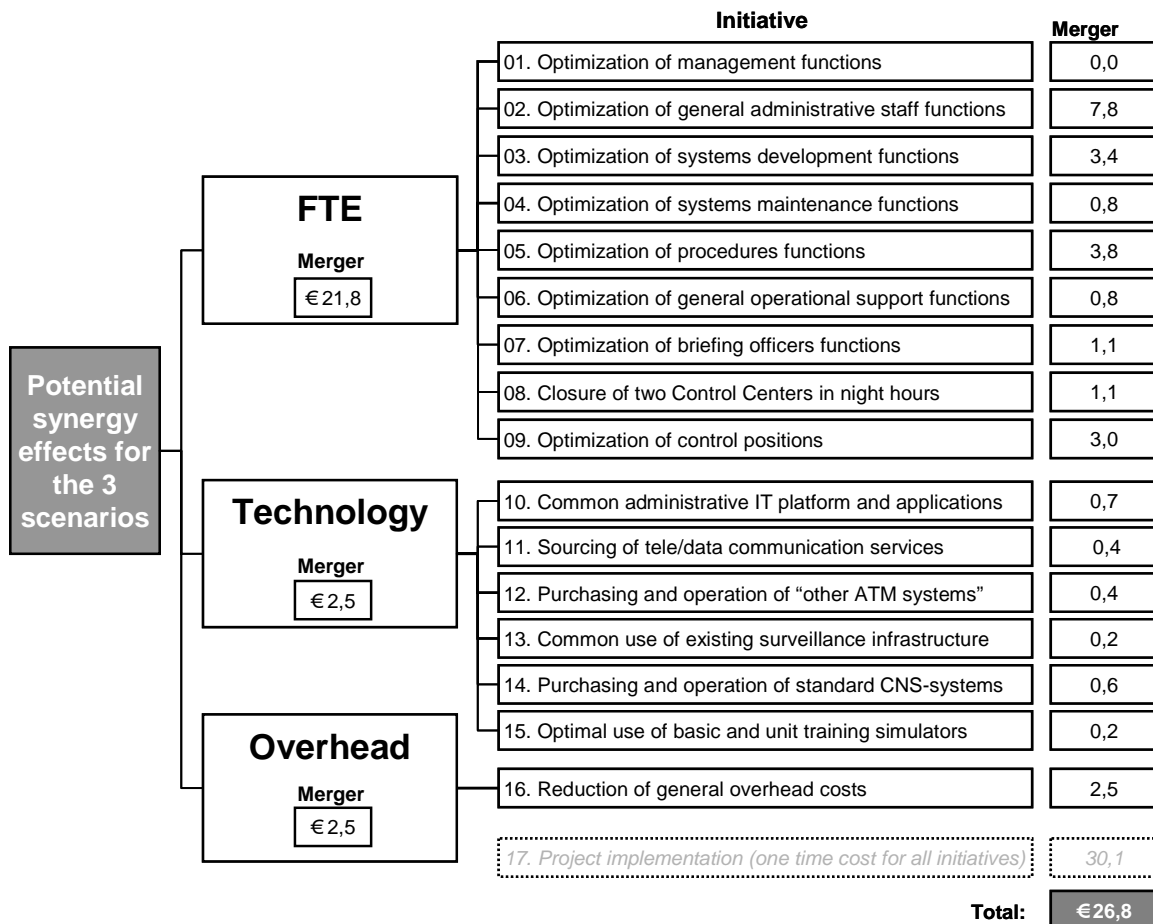 Initiative
Merger
01. Optimization of management functions 0,0
02. Optimization of general administrative staff functions 7,8
03. Optimization of systems development functions 3,4
04. Optimization of systems maintenance functions 0,8
05. Optimization of procedures functions 3,8
06. Optimization of general operational support functions 0,8
07. Optimization of briefing officers functions 1,1
08. Closure of two Control Centers in night hours 1,1
09. Optimization of control positions 3,0
FTE
Merger
€21,8
Potential
synergy
effects for
the 3
scenarios
Technology
Merger
€2,5
10. Common administrative IT platform and applications 0,7
11. Sourcing of tele/data communication services 0,4
12. Purchasing and operation of “other ATM systems” 0,4
13. Common use of existing surveillance infrastructure 0,2
14. Purchasing and operation of standard CNS-systems 0,6
15. Optimal use of basic and unit training simulators 0,2
Overhead
Merger
€2,5
16. Reduction of general overhead costs 2,5
17. Project implementation (one time cost for all initiatives) 30,1
Total: €26,8